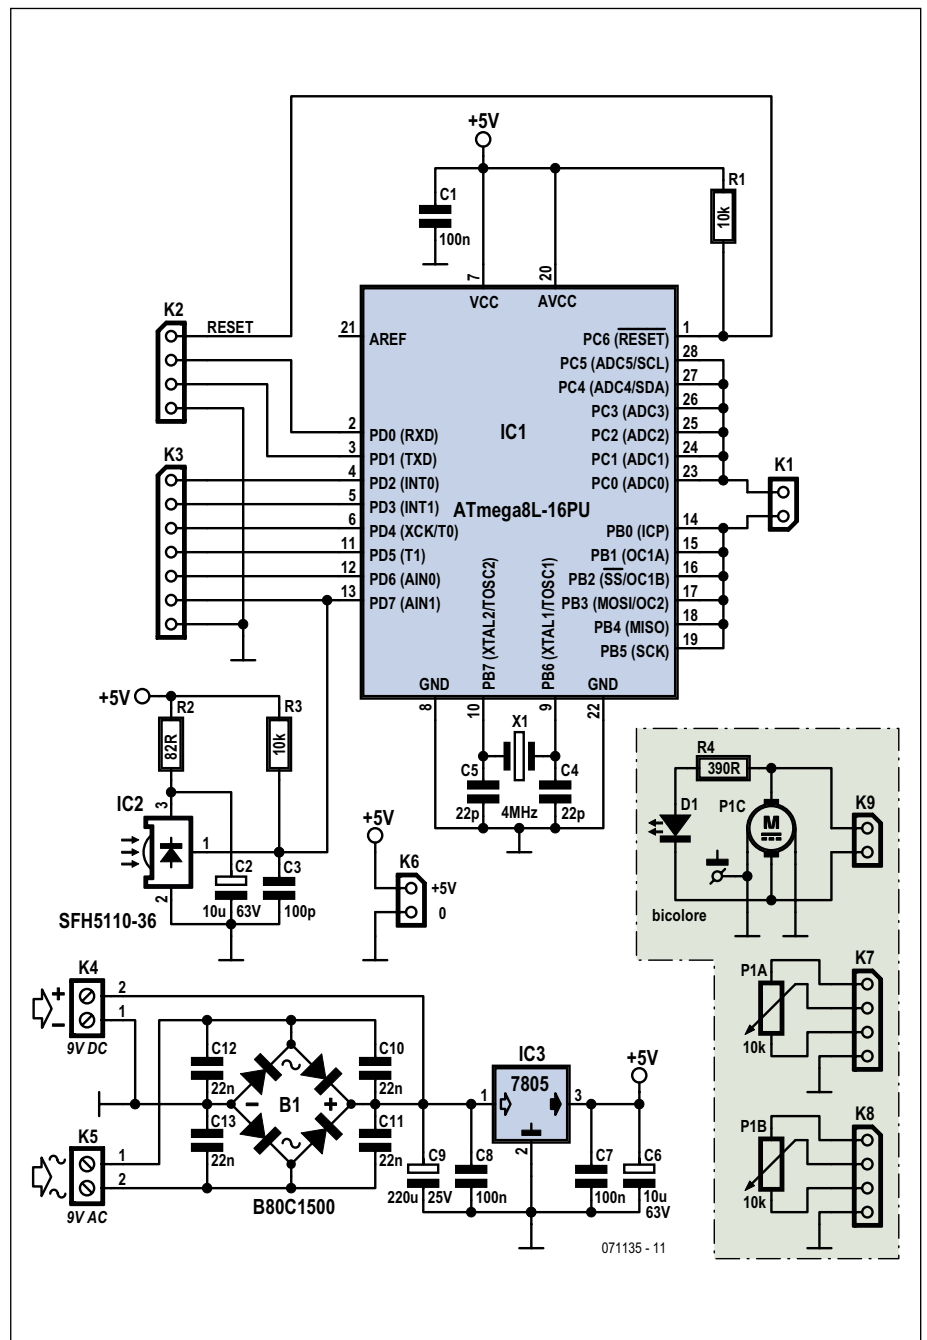 +5V
C1
100n
R1
10k
7
20
VCC
AVCC
K2
RESET
21
AREF
PC6 (RESET)
1
PC5 (ADC5/SCL)
28
PC4 (ADC4/SDA)
27
PC3 (ADC3)
26
IC1
2
PD0 (RXD)
PC2 (ADC2)
25
3
PD1 (TXD)
PC1 (ADC1)
24
K3
4
PD2 (INT0)
PC0 (ADC0)
23
K1
5
PD3 (INT1)
ATmega8L-16PU
6
PD4 (XCK/T0)
PB0 (ICP)
14
11
PD5 (T1)
PB1 (OC1A)
15
12
PD6 (AIN0)
PB2 (SS/OC1B)
16
13
PD7 (AIN1)
PB3 (MOSI/OC2)
17
PB4 (MISO)
18
PB5 (SCK)
19
PB7 (XTAL2/TOSC2)
PB6 (XTAL1/TOSC1)
GND
GND
8
10
9
22
X1
C5
22p
4MHz
C4
22p
+5V
R2
82R
R3
10k
IC2
3
1
2
C2
10u
63V
C3
100p
SFH5110-36
+5V
K6
+5V
0
R4
390R
D1
P1C
M
K9
bicolore
K7
P1A
10k
K8
P1B
10k
K4
+
–
2
1
9V DC
C12
22n
C10
22n
~
–
B1
+
~
C13
22n
C11
22n
K5
~
~
1
2
9V AC
B80C1500
IC3
7805
1
3
2
+5V
C9
220u
25V
C8
100n
C7
100n
C6
10u
63V
071135 - 11